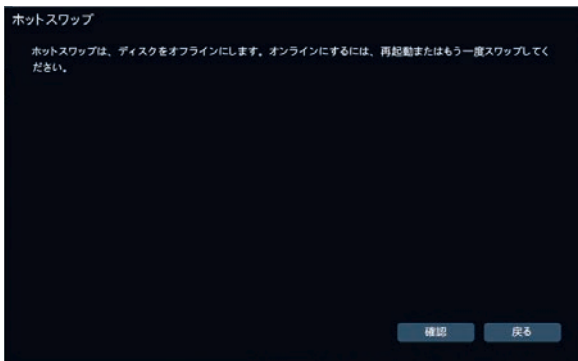 ホットスワップ
ホットスワップは、ディスクをオフラインにします。オンラインにするには、再起動またはもう一度スワップしてく
ださい。
確認
戻る